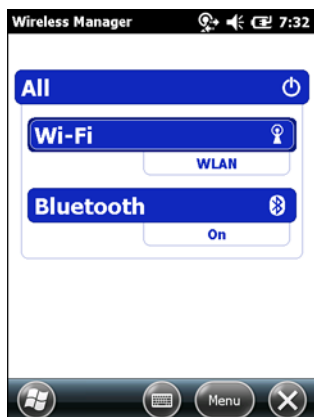 Wireless Manager 7:32
All
Wi-Fi
WLAN
Bluetooth
On
Menu